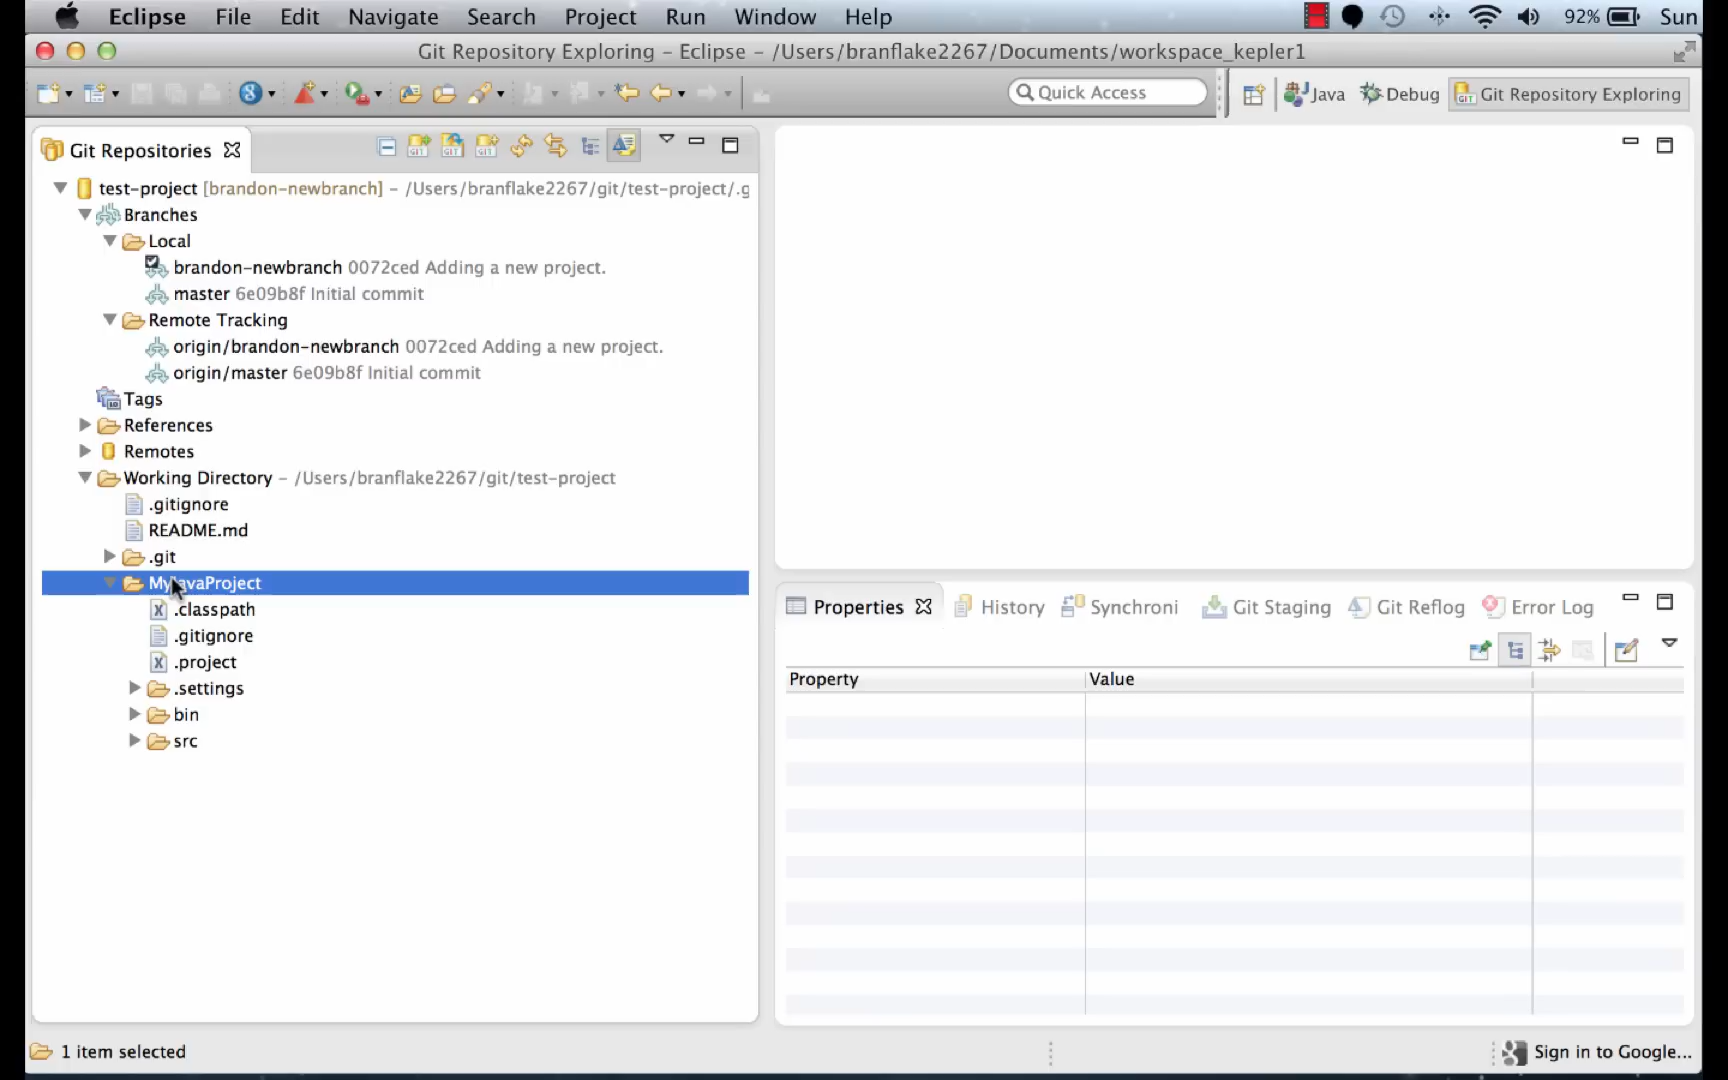 Eclipse File Edit Navigate Search Project Run Window Help 92% Sun
Git Repository Exploring – Eclipse – /Users/branflake2267/Documents/workspace_kepler1
Quick Access Java Debug GIT Git Repository Exploring
Git Repositories GIT GIT GIT
test-project [brandon-newbranch] – /Users/branflake2267/git/test-project/.g
Branches
Local
brandon-newbranch 0072ced Adding a new project.
master 6e09b8f Initial commit
Remote Tracking
origin/brandon-newbranch 0072ced Adding a new project.
origin/master 6e09b8f Initial commit
Tags
References
Remotes
Working Directory – /Users/branflake2267/git/test-project
.gitignore
README.md
.git
MyJavaProject
.classpath
.gitignore
.project
.settings
bin
src
Properties History Synchroni Git Staging Git Reflog Error Log
Property Value
1 item selected
Sign in to Google...